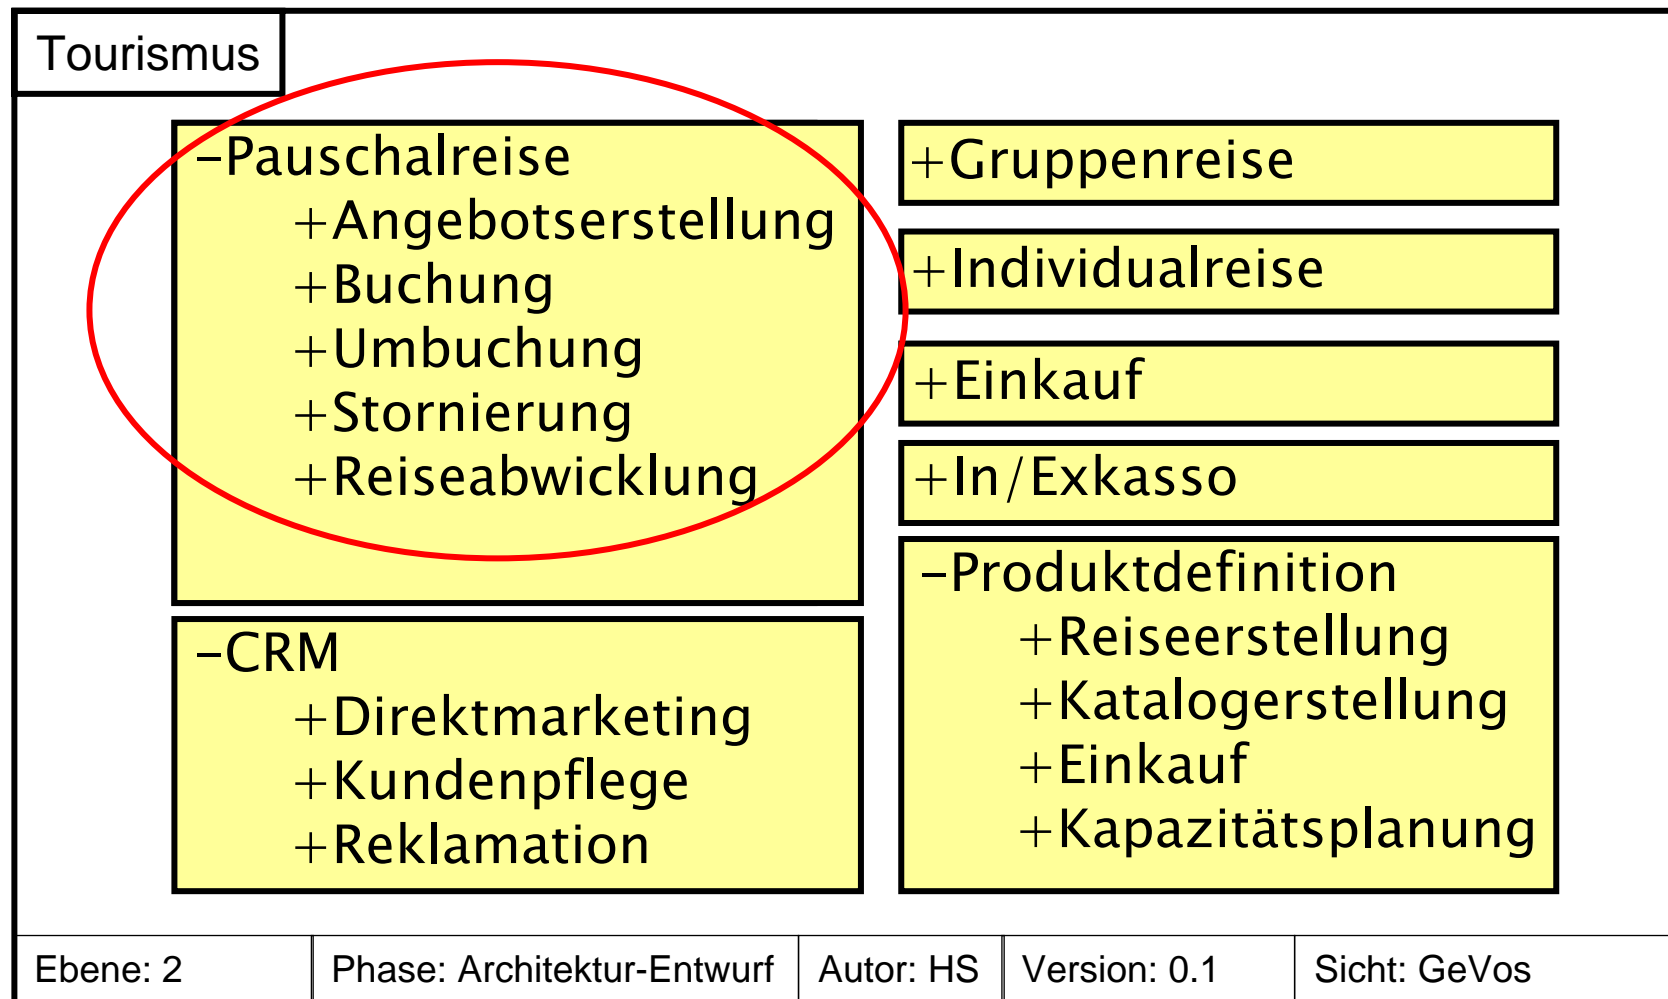 Tourismus
–Pauschalreise
+Angebotserstellung
+Buchung
+Umbuchung
+Stornierung
+Reiseabwicklung
–CRM
+Direktmarketing
+Kundenpflege
+Reklamation
+Gruppenreise
+Individualreise
+Einkauf
+In/Exkasso
–Produktdefinition
+Reiseerstellung
+Katalogerstellung
+Einkauf
+Kapazitätsplanung
Ebene: 2 Phase: Architektur-Entwurf Autor: HS Version: 0.1 Sicht: GeVos